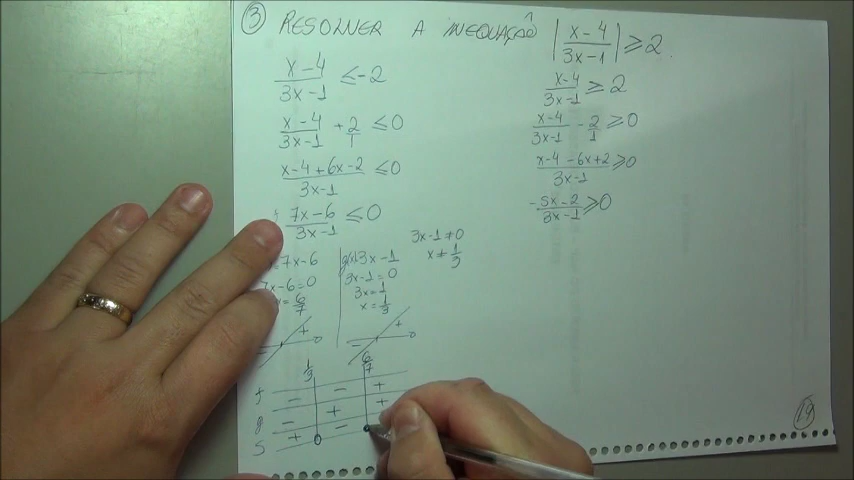 ③ RESOLVER A INEQUAÇÃO |x-4/3x-1| ≥ 2.
x-4/3x-1 ≤ -2
x-4/3x-1 + 2/1 ≤ 0
x-4+6x-2/3x-1 ≤ 0
7x-6/3x-1 ≤ 0
= 7x-6
7x-6=0
x = 6/7
- +
g(x)=3x-1
3x-1=0
3x=1
x=1/3
- +
3x-1≠0
x≠1/3
1/3 6/7
f - - +
g - + +
S + -
x-4/3x-1 ≥ 2
x-4/3x-1 - 2/1 ≥ 0
x-4-6x+2/3x-1 ≥ 0
-5x-2/3x-1 ≥ 0
19